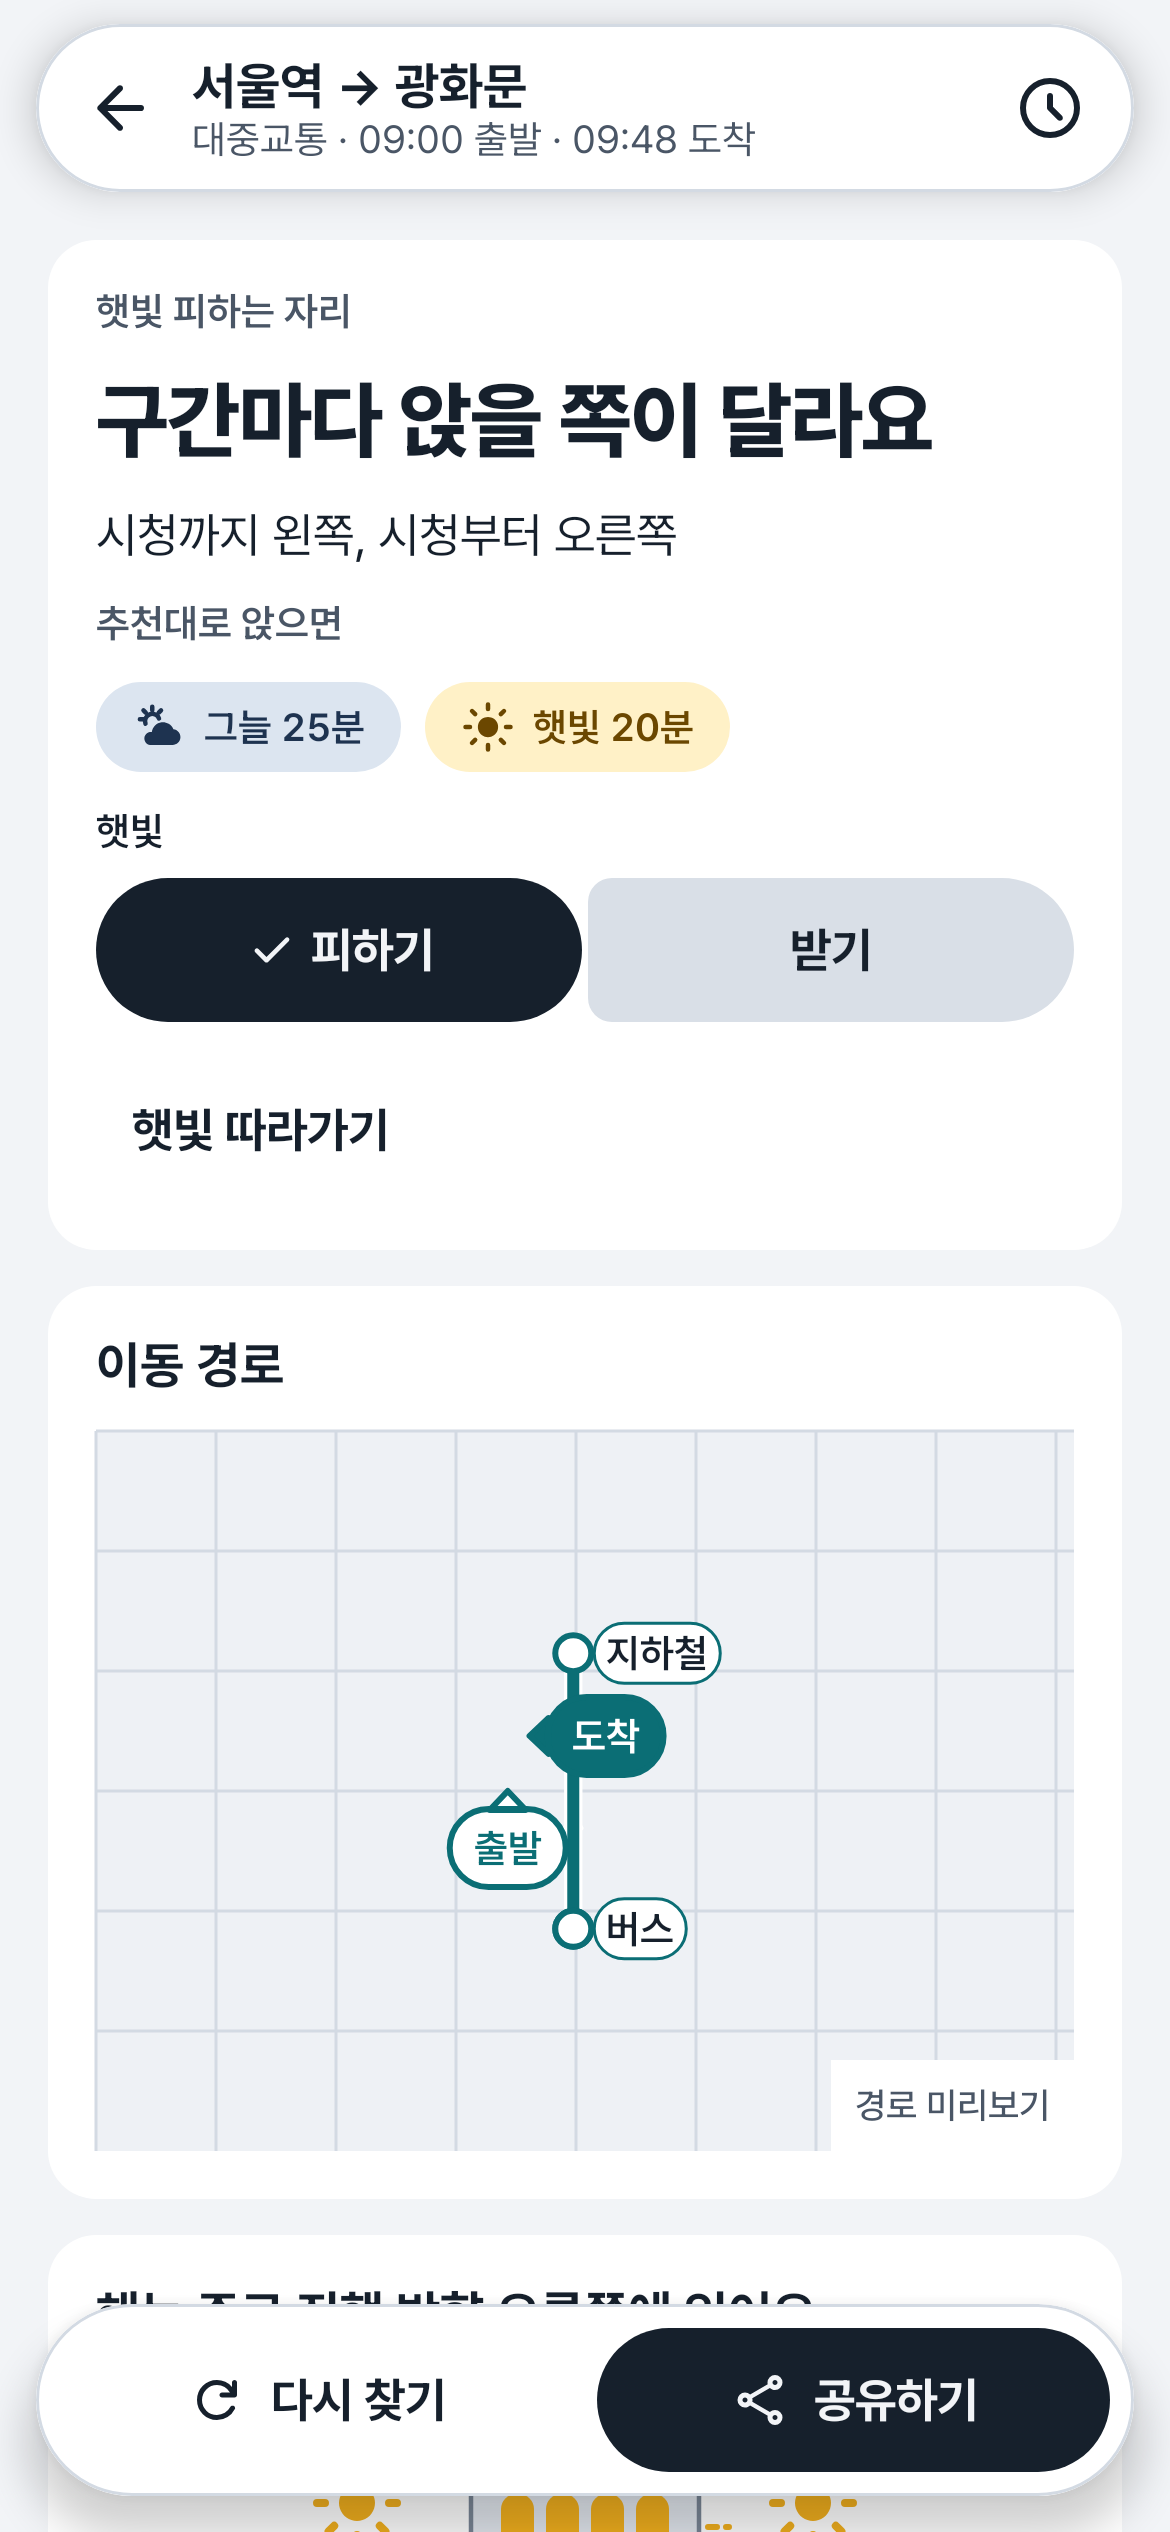 서울역 → 광화문
대중교통 · 09:00 출발 · 09:48 도착
햇빛 피하는 자리
구간마다 앉을 쪽이 달라요
시청까지 왼쪽, 시청부터 오른쪽
추천대로 앉으면
그늘 25분
햇빛 20분
햇빛
피하기
받기
햇빛 따라가기
이동 경로
지하철
도착
출발
버스
경로 미리보기
다시 찾기
공유하기